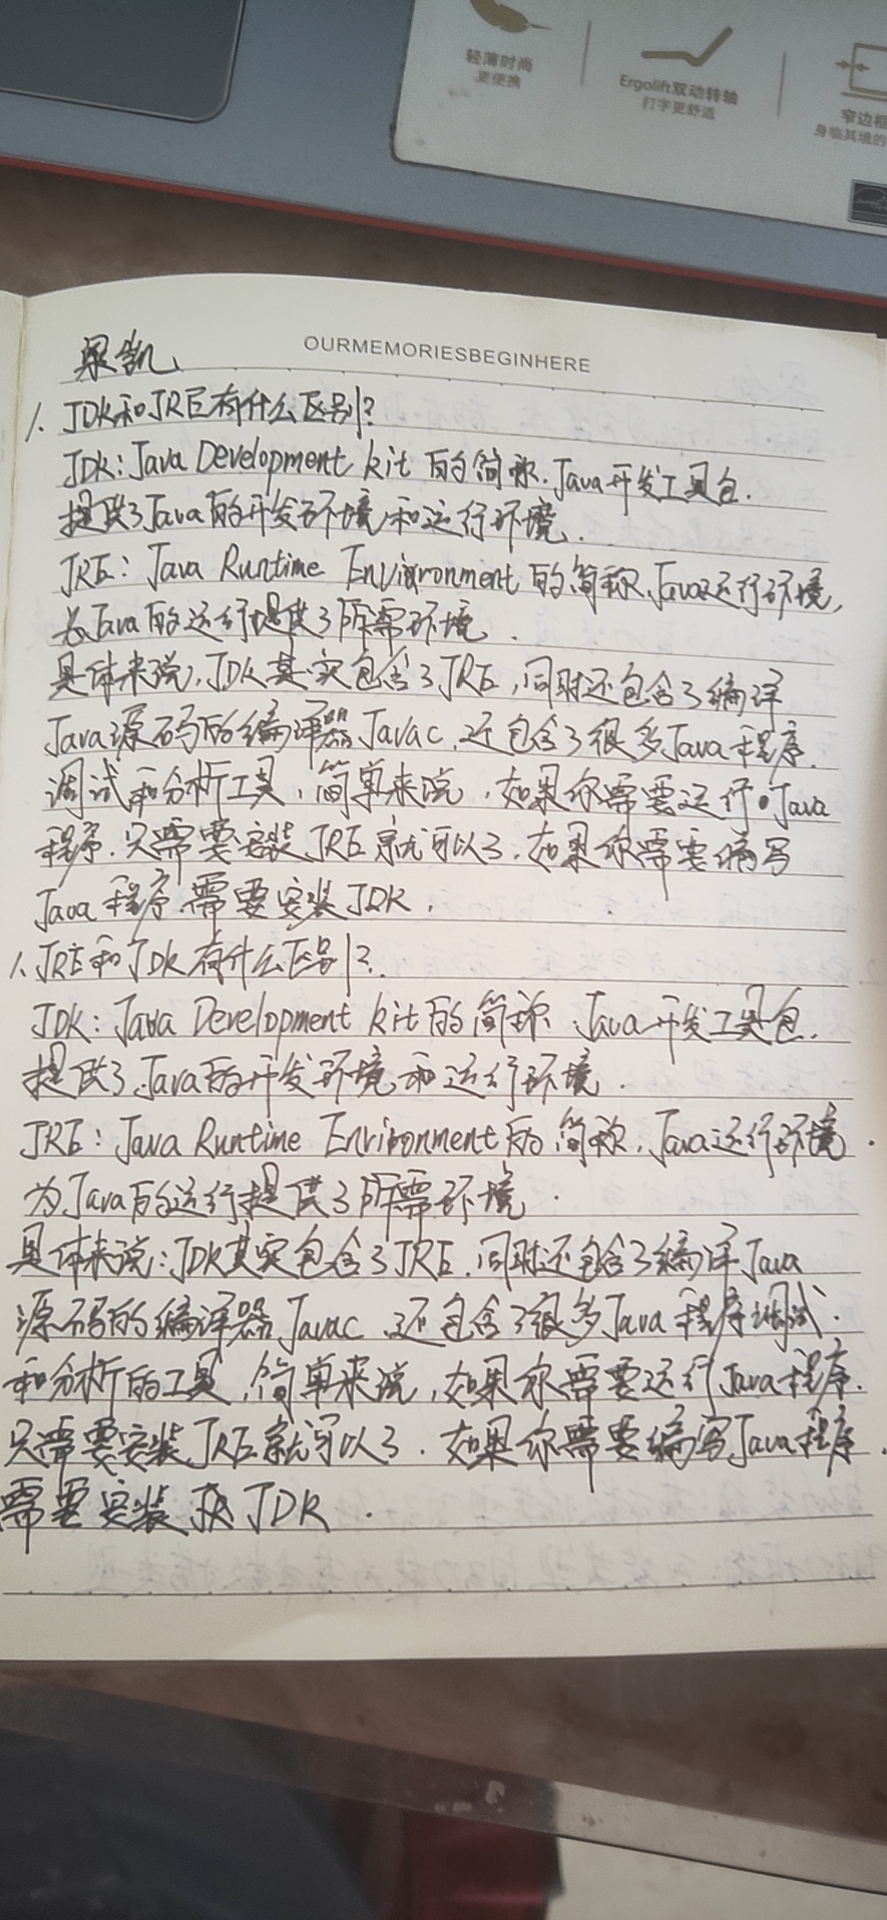 轻薄时尚
更便携
Ergolift双动转轴
打字更舒适
窄边框
身临其境的
OURMEMORIESBEGINHERE
凯
1. JDK和JRE有什么区别?
JDK: Java Development kit 的简称,Java开发工具包.
提供了Java的开发环境和运行环境.
JRE: Java Runtime Environment 的简称,Java运行环境,
为Java的运行提供了所需环境.
具体来说,JDK其实包含了JRE,同时还包含了编译
Java源码的编译器Javac,还包含了很多Java程序.
调试和分析工具,简单来说,如果你需要运行Java
程序.只需要安装JRE就可以了.如果你需要编写
Java程序.需要安装JDK.
1. JRE和JDK有什么区别?
JDK: Java Development kit的简称,Java开发工具包.
提供了Java的开发环境和运行环境.
JRE: Java Runtime Environment的简称,Java运行环境.
为Java的运行提供了所需环境.
具体来说:JDK其实包含了JRE,同时还包含了编译Java
源码的编译器Javac,还包含了很多Java程序调试.
和分析的工具,简单来说,如果你需要运行Java程序.
只需要安装JRE就可以了.如果你需要编写Java程序.
需要安装JDK.